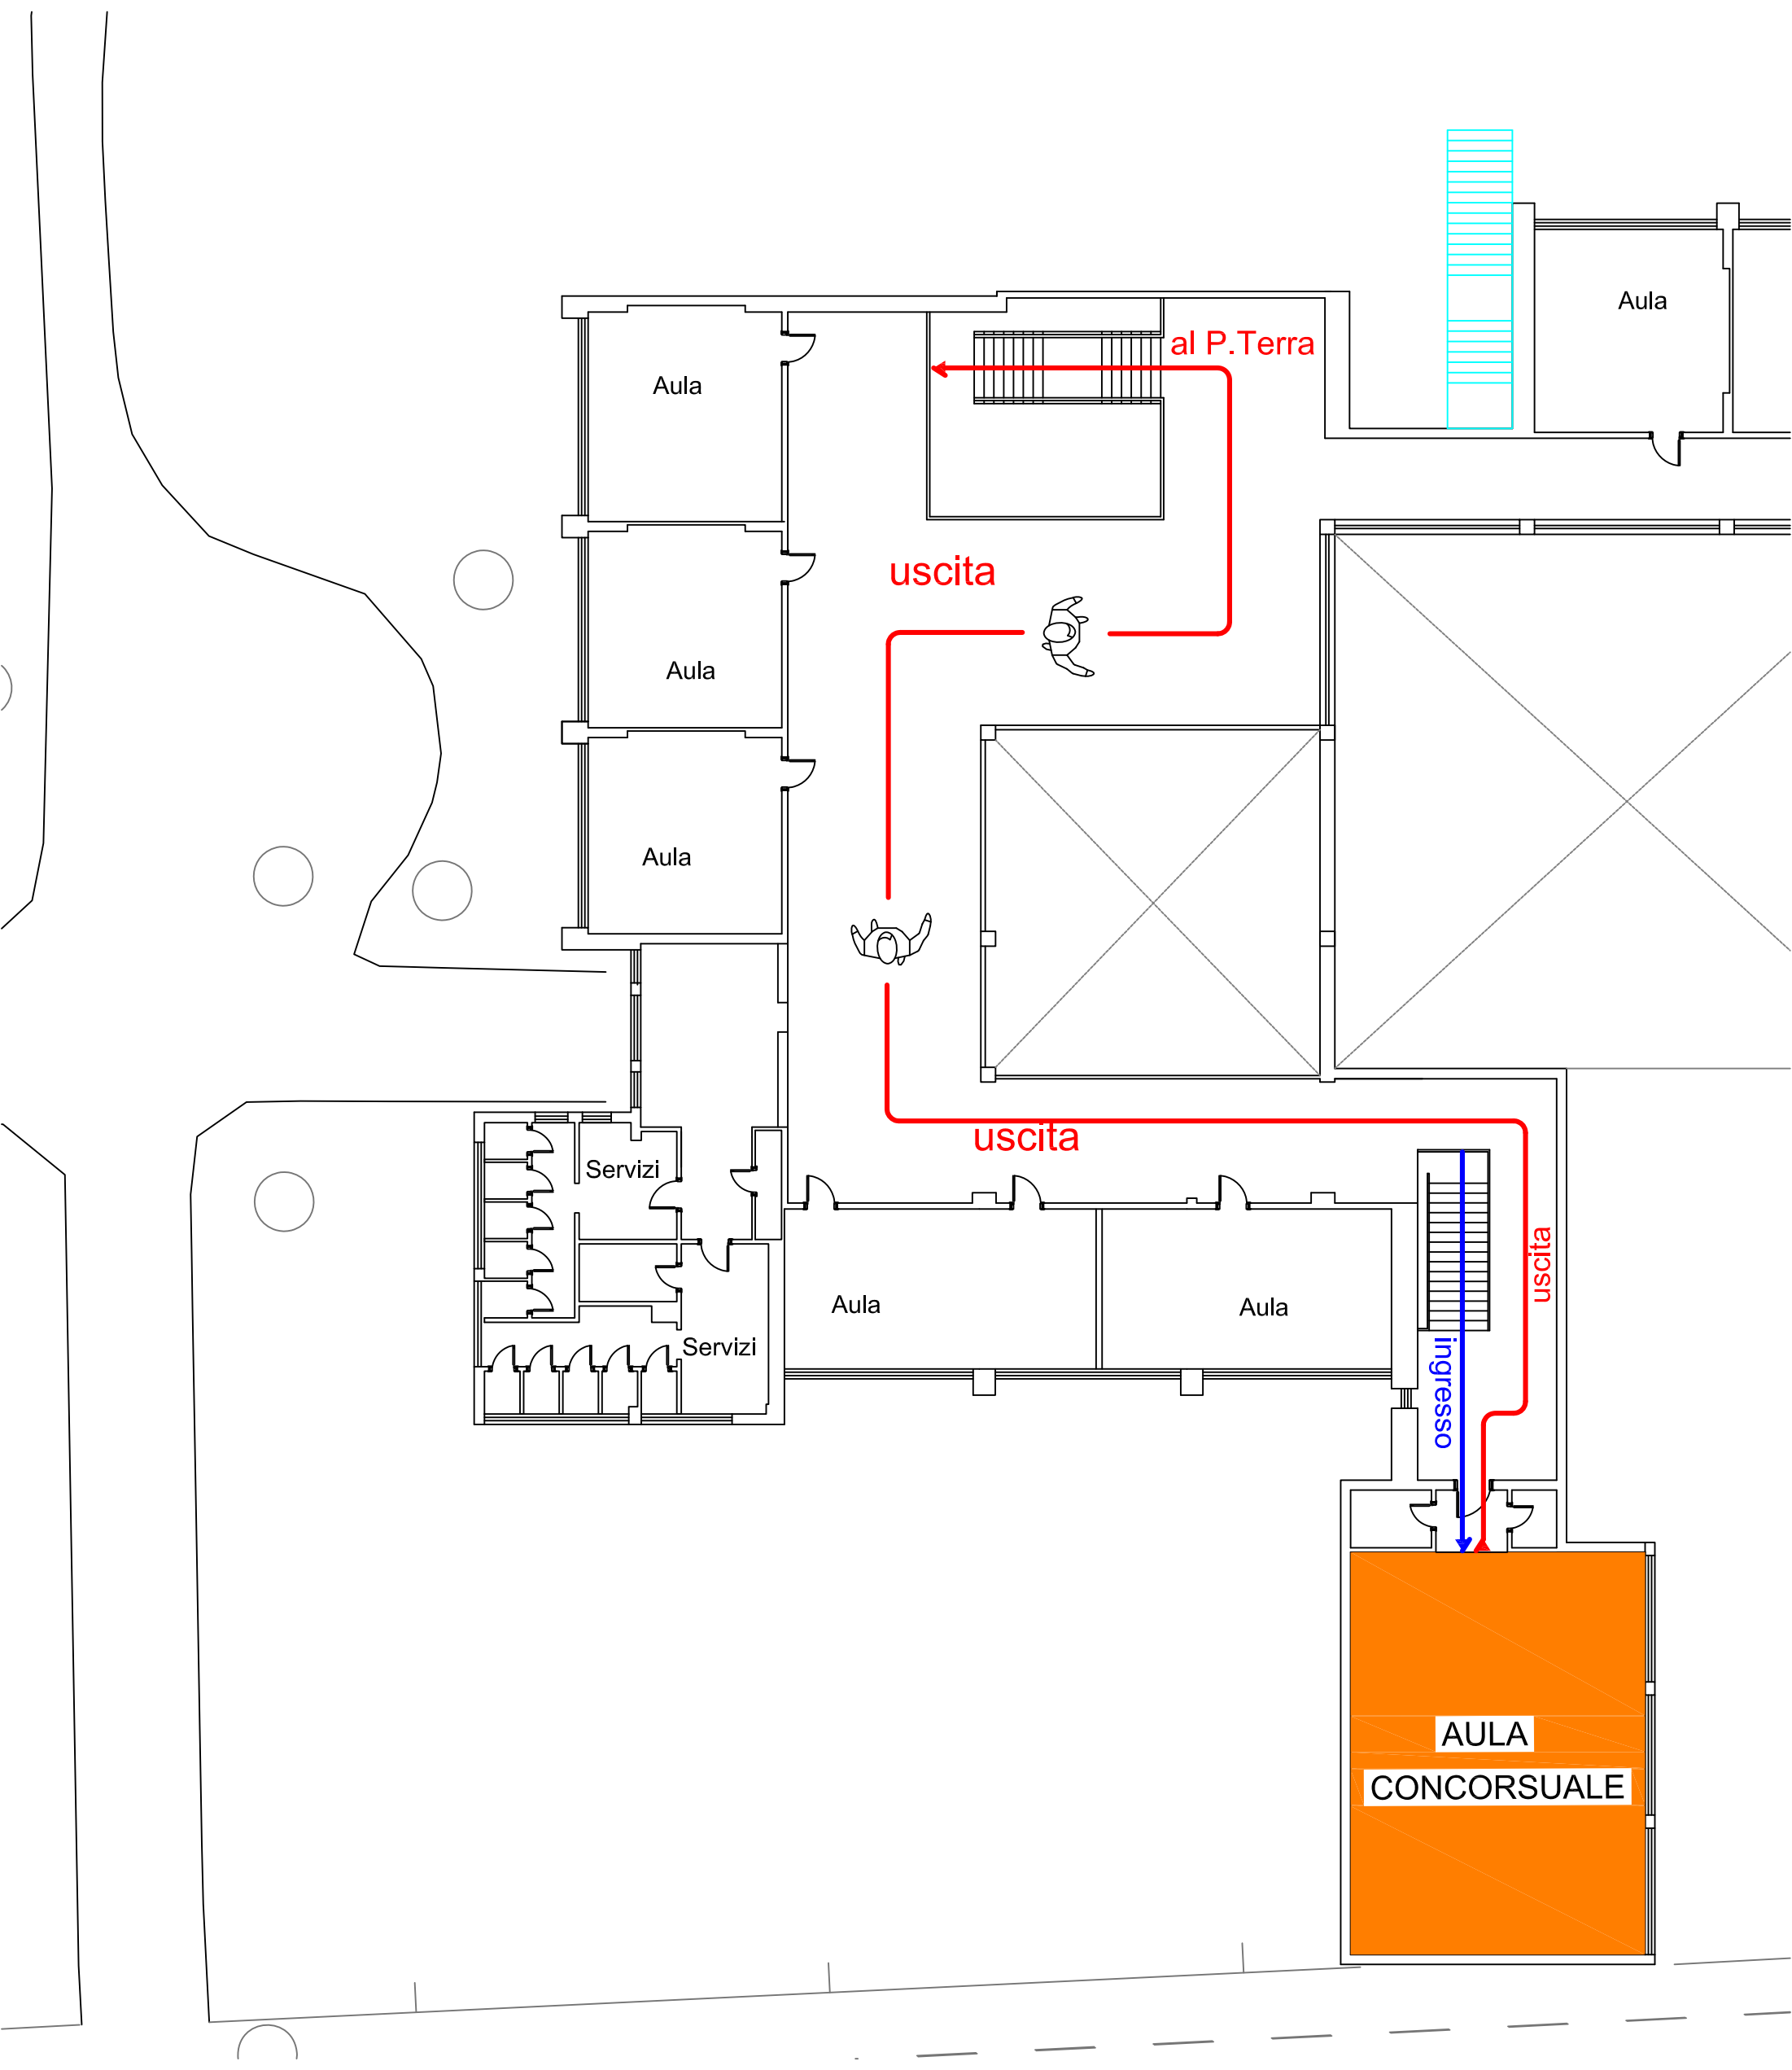 Aula
al P.Terra
Aula
uscita
Aula
Aula
uscita
Servizi
uscita
Aula
Aula
Servizi
ingresso
AULA
CONCORSUALE